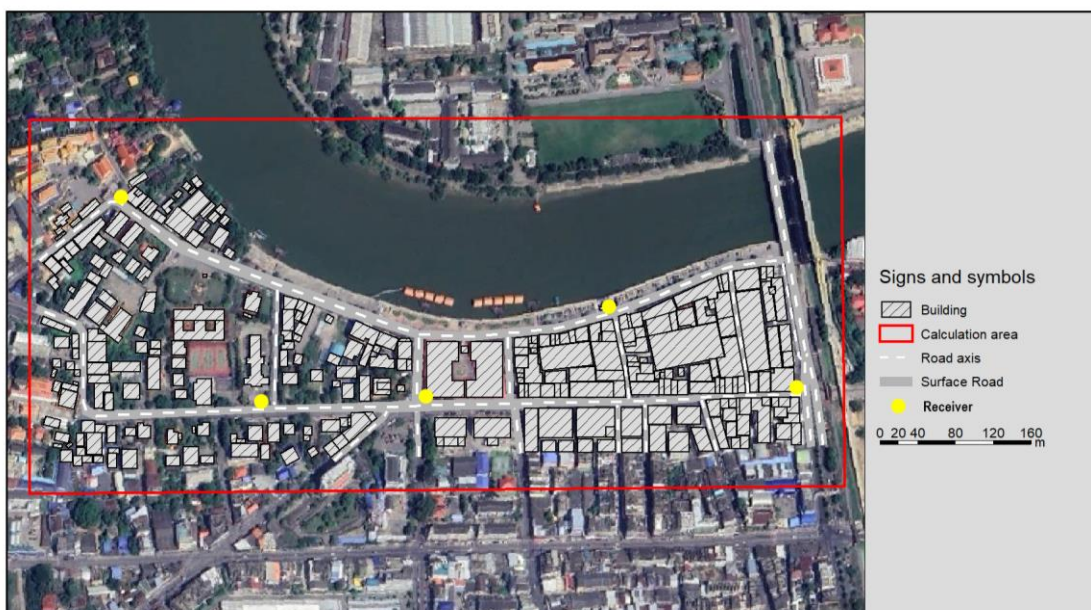 Signs and symbols
Building
Calculation area
Road axis
Surface Road
Receiver
0 20 40 80 120 160
m